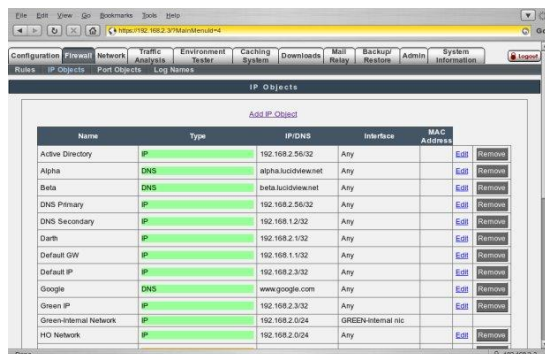 File Edit View Go Bookmarks Tools Help
https://192.168.2.3/?MainMenuId=4
Configuration Firewall Network Traffic Analysis Environment Tester Caching System Downloads Mail Relay Backup/Restore Admin System Information Logout
Rules IP Objects Port Objects Log Names
IP Objects
Add IP Object
Name Type IP/DNS Interface MAC Address
Active Directory IP 192.168.2.56/32 Any Edit Remove
Alpha DNS alpha.lucidview.net Any Edit Remove
Beta DNS beta.lucidview.net Any Edit Remove
DNS Primary IP 192.168.2.56/32 Any Edit Remove
DNS Secondary IP 192.168.1.2/32 Any Edit Remove
Darth IP 192.168.2.1/32 Any Edit Remove
Default GW IP 192.168.1.1/32 Any Edit Remove
Default IP IP 192.168.2.3/32 Any Edit Remove
Google DNS www.google.com Any Edit Remove
Green IP IP 192.168.2.3/32 Any Edit Remove
Green-Internal Network IP 192.168.2.0/24 GREEN-internal nic
HO Network IP 192.168.2.0/24 Any Edit Remove